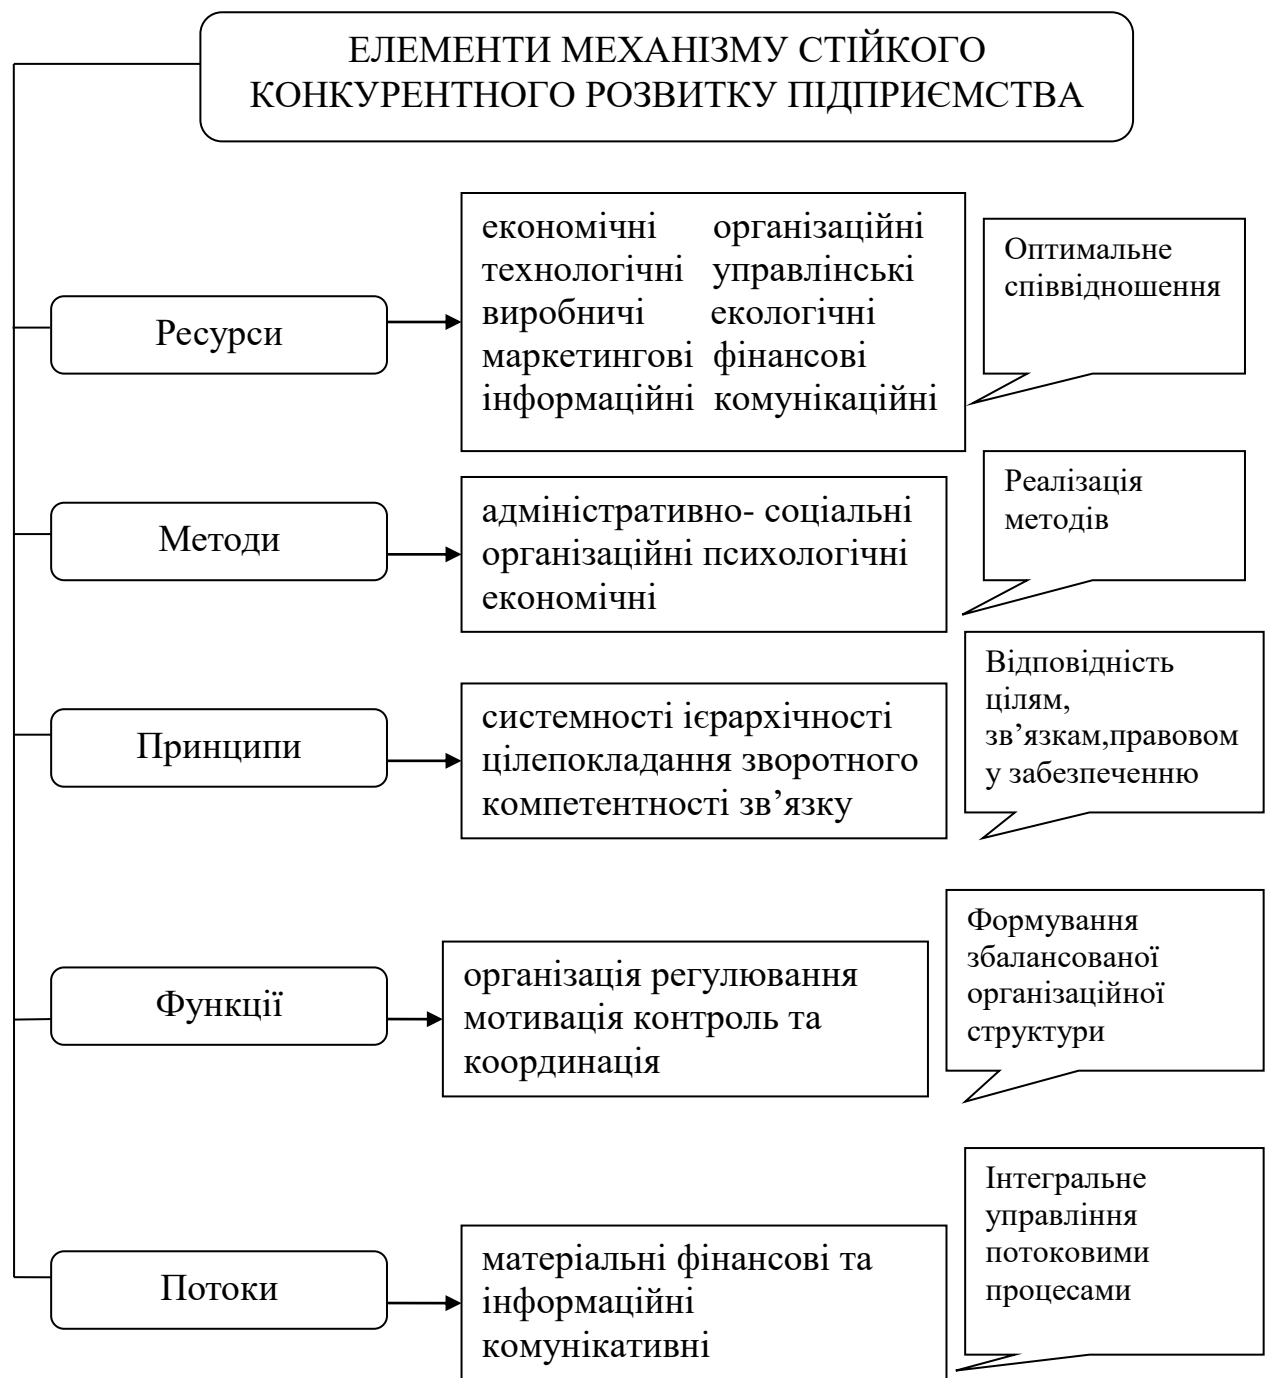 ЕЛЕМЕНТИ МЕХАНІЗМУ СТІЙКОГО
КОНКУРЕНТНОГО РОЗВИТКУ ПІДПРИЄМСТВА
Ресурси
економічні організаційні
технологічні управлінські
виробничі екологічні
маркетингові фінансові
інформаційні комунікаційні
Оптимальне
співвідношення
Методи
адміністративно- соціальні
організаційні психологічні
економічні
Реалізація
методів
Принципи
системності ієрархічності
цілепокладання зворотного
компетентності зв’язку
Відповідність
цілям,
зв’язкам,правовом
у забезпеченню
Функції
організація регулювання
мотивація контроль та
координація
Формування
збалансованої
організаційної
структури
Потоки
матеріальні фінансові та
інформаційні
комунікативні
Інтегральне
управління
потоковими
процесами